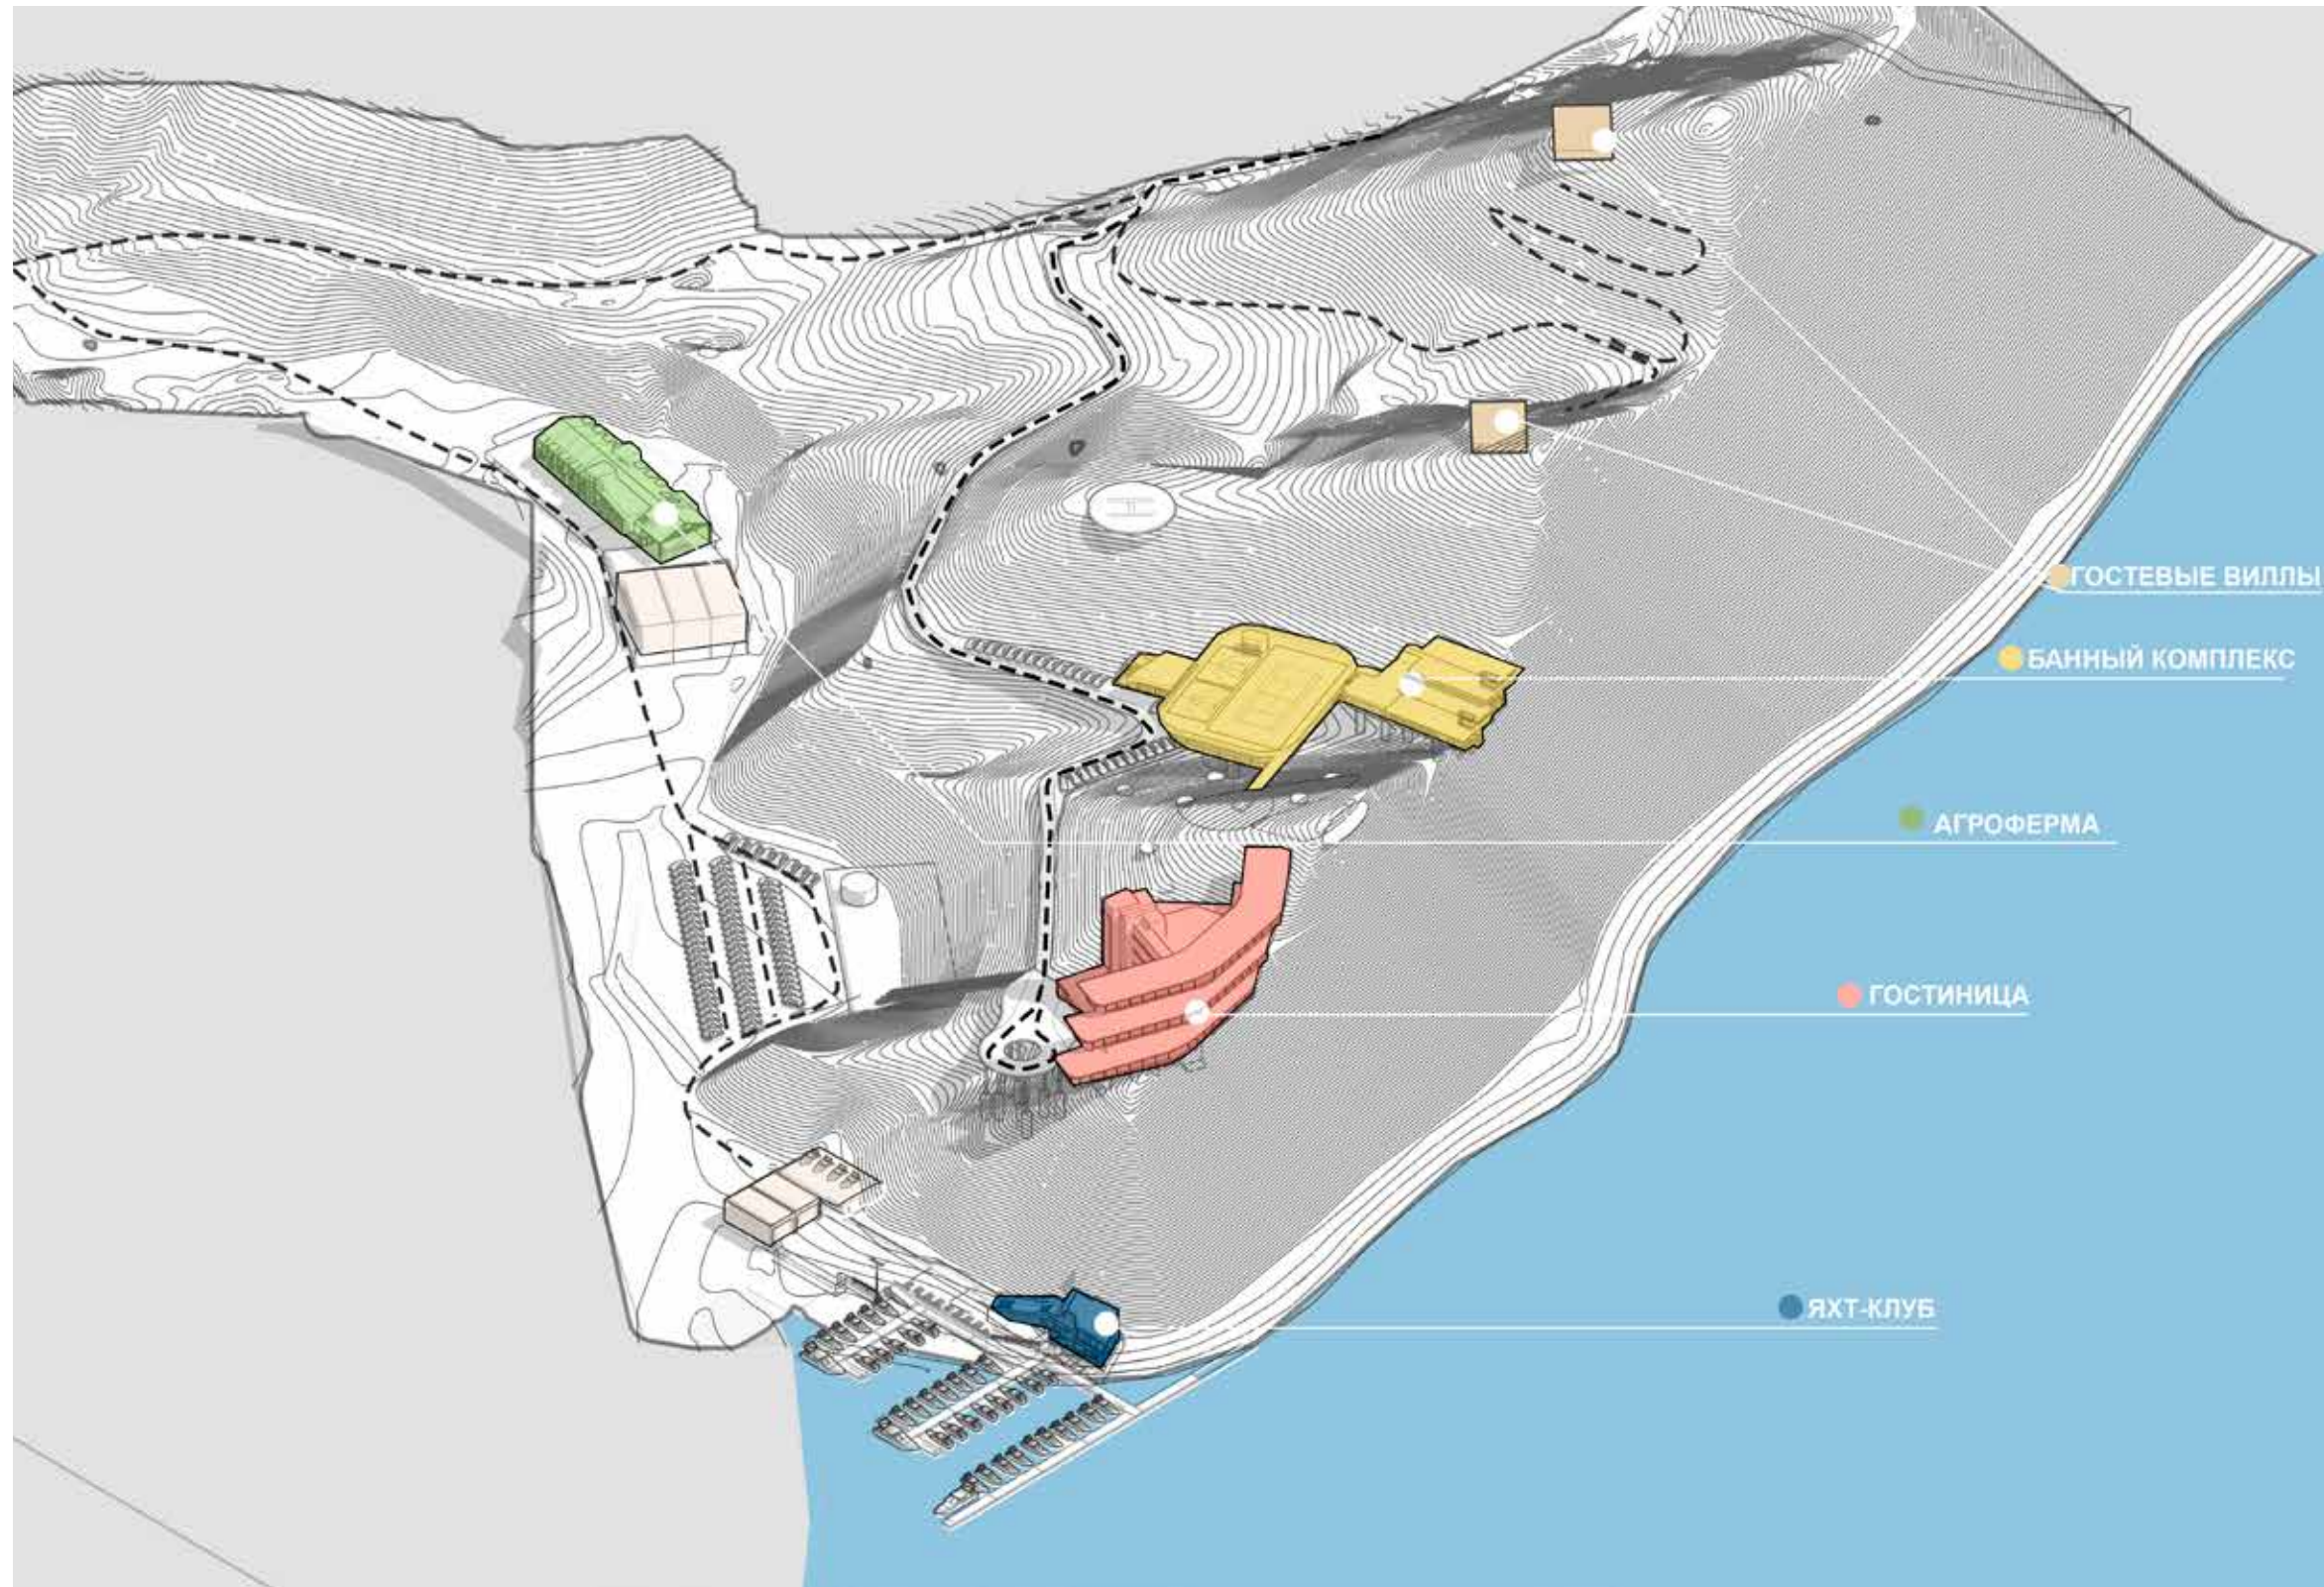 ГОСТЕВЫЕ ВИЛЛЫ
БАННЫЙ КОМПЛЕКС
АГРОФЕРМА
ГОСТИНИЦА
ЯХТ-КЛУБ